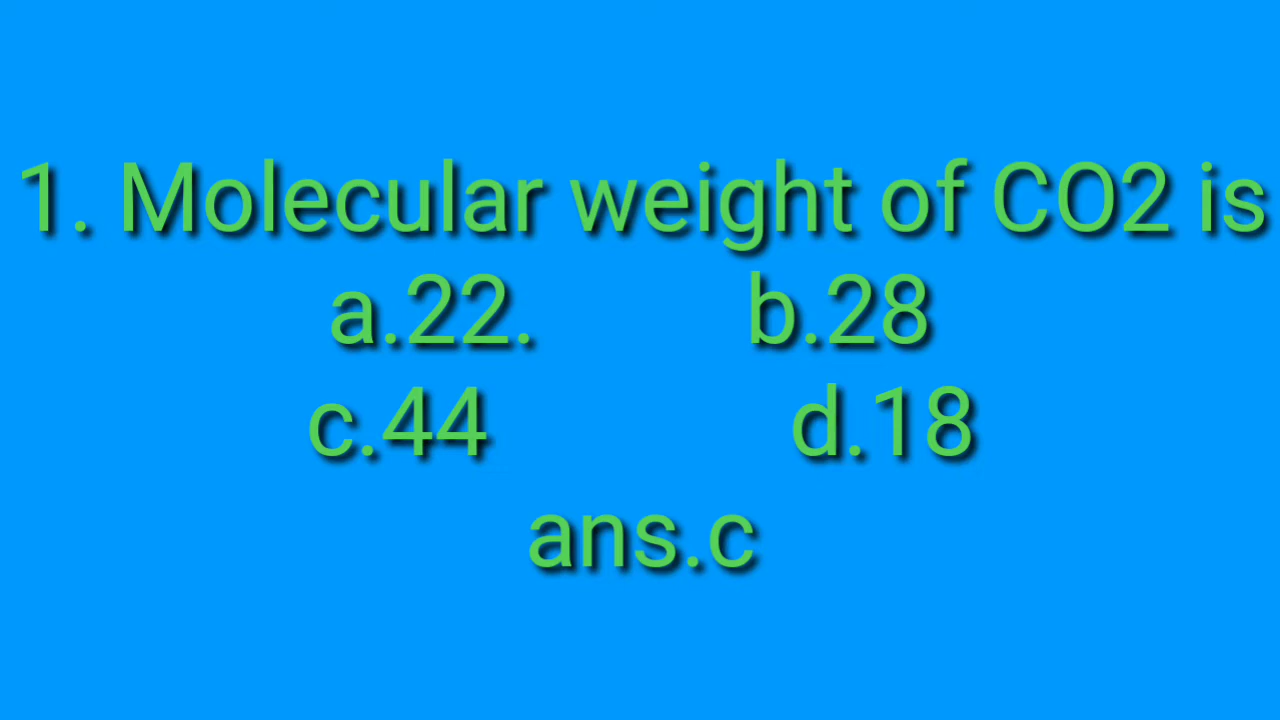 1. Molecular weight of CO2 is
a.22. b.28
c.44 d.18
ans.c